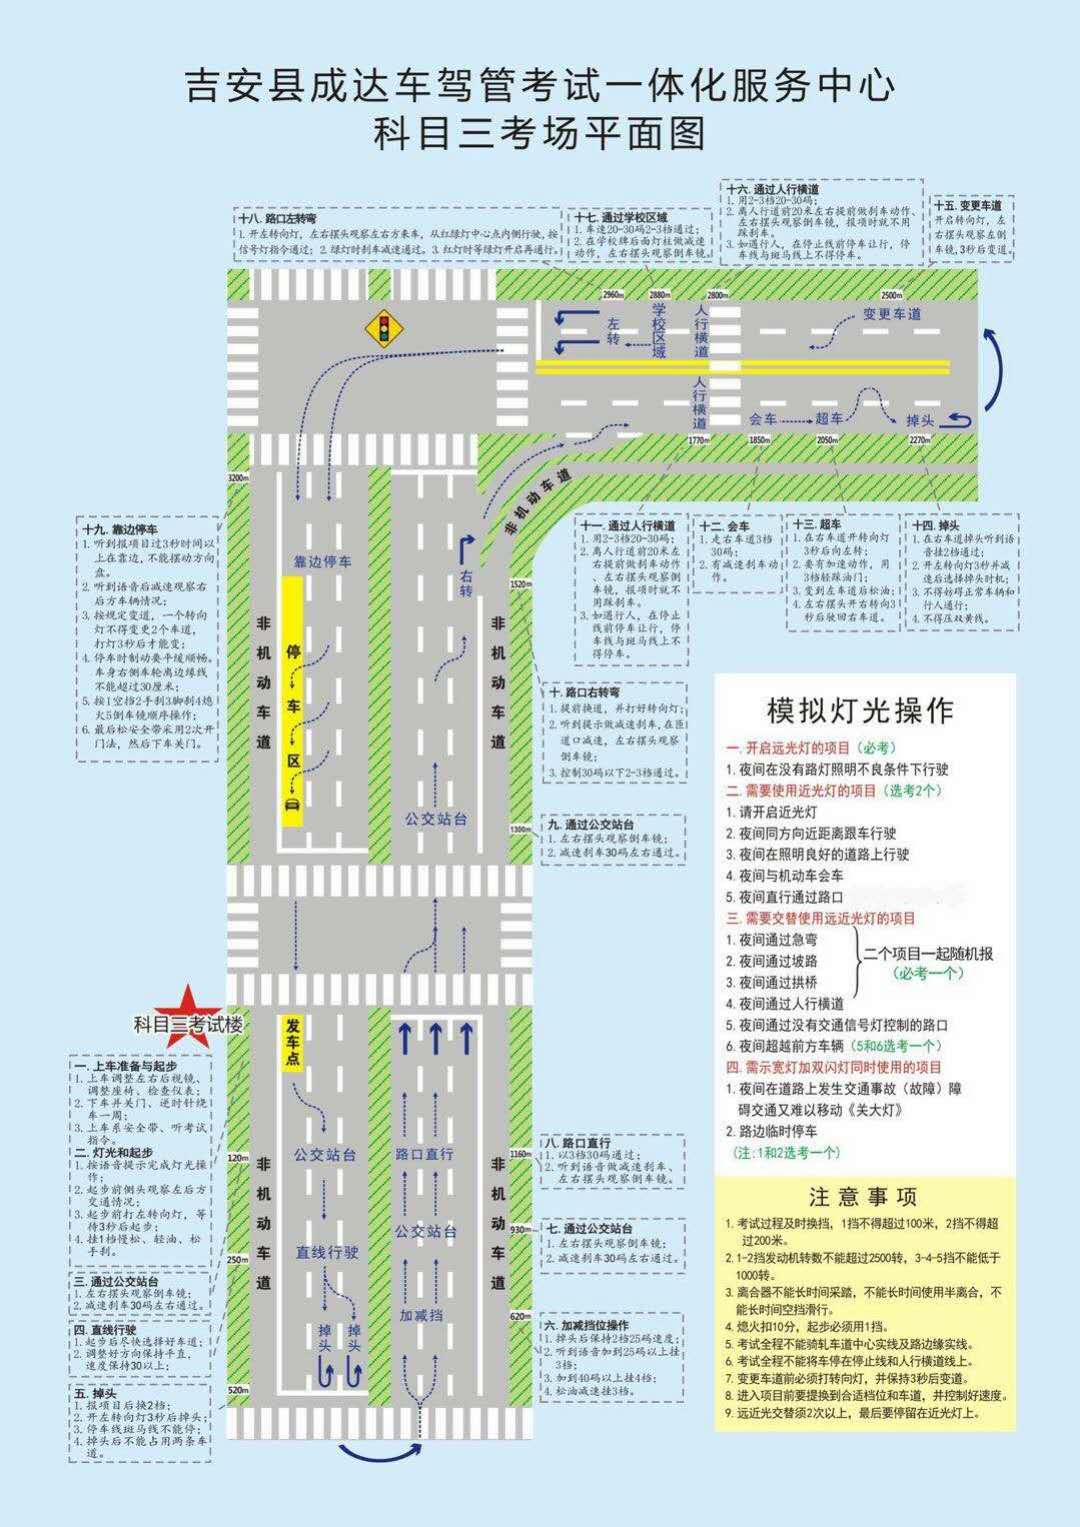 吉安县成达车驾管考试一体化服务中心
科目三考场平面图
十八. 路口左转弯
1. 开左转向灯，左右摆头观察左右方来车，从红绿灯中心点内侧行驶，按
信号灯指令通过；2. 绿灯时刹车减速通过。3. 红灯时等绿灯开启再通行。
十七. 通过学校区域
1. 车速20-30码2-3档通过；
2. 在学校牌后面灯柱做减速
动作，左右摆头观察倒车镜。
十六. 通过人行横道
1. 用2-3档20-30码；
2. 离人行道前20米左右提前做刹车动作、
左右摆头观察倒车镜，报项时就不用
踩刹车。
3. 如遇行人，在停止线前停车让行，停
车线与斑马线上不得停车。
十五. 变更车道
开启转向灯，左
右摆头观察左倒
车镜，3秒后变道。
2960m
2880m
2800m
2500m
左转
学校区域
人行横道
变更车道
人行横道
会车
超车
掉头
1770m
1850m
2050m
2270m
3200m
非机动车道
靠边停车
右转
1520m
非机动车道
停车区
非机动车道
公交站台
1300m
十九. 靠边停车
1. 听到报项目过3秒时间以
上在靠边，不能摆动方向
盘。
2. 听到语音后减速观察右
后方车辆情况；
3. 按规定变道，一个转向
灯不得变更2个车道，
打灯3秒后才能变；
4. 停车时制动要平缓顺畅。
车身右侧车轮离边缘线
不能超过30厘米；
5. 按1空挡2手刹3脚刹4熄
火5倒车镜顺序操作；
6. 最后松安全带采用2次开
门法，然后下车关门。
十一. 通过人行横道
1. 用2-3档20-30码；
2. 离人行道前20米左
右提前做刹车动作
、左右摆头观察倒
车镜，报项时就不
用踩刹车。
3. 如遇行人，在停止
线前停车让行，停
车线与斑马线上不
得停车。
十二. 会车
1. 走右车道3档
30码；
2. 有减速刹车动
作。
十三. 超车
1. 在右车道开转向灯
3秒后向左转；
2. 要有加速动作，用
3档轻踩油门；
3. 变到左车道后松油；
4. 左右摆头开右转向3
秒后驶回右车道。
十四. 掉头
1. 在右车道掉头听到语
音挂2档通过；
2. 开左转向灯3秒并减
速后选择掉头时机；
3. 不得妨碍正常车辆和
行人通行；
4. 不得压双黄线。
十. 路口右转弯
1. 提前换道，并打好转向灯；
2. 听到提示做减速刹车，在匝
道口减速，左右摆头观察
倒车镜；
3. 控制30码以下2-3档通过。
九. 通过公交站台
1. 左右摆头观察倒车镜；
2. 减速刹车30码左右通过。
模拟灯光操作
一. 开启远光灯的项目（必考）
1. 夜间在没有路灯照明不良条件下行驶
二. 需要使用近光灯的项目（选考2个）
1. 请开启近光灯
2. 夜间同方向近距离跟车行驶
3. 夜间在照明良好的道路上行驶
4. 夜间与机动车会车
5. 夜间直行通过路口
三. 需要交替使用远近光灯的项目
1. 夜间通过急弯
2. 夜间通过坡路
3. 夜间通过拱桥
4. 夜间通过人行横道
二个项目一起随机报
（必考一个）
5. 夜间通过没有交通信号灯控制的路口
6. 夜间超越前方车辆（5和6选考一个）
四. 需示宽灯加双闪灯同时使用的项目
1. 夜间在道路上发生交通事故（故障）障
碍交通又难以移动《关大灯》
2. 路边临时停车
（注：1和2选考一个）
科目三考试楼
发车点
一. 上车准备与起步
1. 上车调整左右后视镜、
调整座椅、检查仪表；
2. 下车并关门、逆时针绕
车一周；
3. 上车系安全带、听考试
指令。
二. 灯光和起步
1. 按语音提示完成灯光操
作；
2. 起步前侧头观察左后方
交通情况；
3. 起步前打左转向灯，等
待3秒后起步；
4. 挂1档慢松、轻油、松
手刹。
三. 通过公交站台
1. 左右摆头观察倒车镜；
2. 减速刹车30码左右通过。
四. 直线行驶
1. 起步后尽快选择好车道；
2. 调整好方向保持平直，
速度保持30以上；
五. 掉头
1. 报项目后换2档；
2. 开左转向灯3秒后掉头；
3. 停车线斑马线不能停；
4. 掉头后不能占用两条车
道。
120m
250m
520m
非机动车道
公交站台
直线行驶
掉头
掉头
路口直行
公交站台
加减挡
非机动车道
1160m
930m
620m
八. 路口直行
1. 以3档30码通过；
2. 听到语音做减速刹车、
左右摆头观察倒车镜。
七. 通过公交站台
1. 左右摆头观察倒车镜；
2. 减速刹车30码左右通过。
六. 加减挡位操作
1. 掉头后保持2档25码速度；
2. 听到语音加到25码以上挂
3档；
3. 加到40码以上挂4档；
4. 松油减速挂3档。
注意事项
1. 考试过程及时换挡，1挡不得超过100米，2挡不得超
过200米。
2. 1-2挡发动机转数不能超过2500转，3-4-5挡不能低于
1000转。
3. 离合器不能长时间采踏，不能长时间使用半离合，不
能长时间空挡滑行。
4. 熄火扣10分，起步必须用1挡。
5. 考试全程不能骑轧车道中心实线及路边缘实线。
6. 考试全程不能将车停在停止线和人行横道线上。
7. 变更车道前必须打转向灯，并保持3秒后变道。
8. 进入项目前要提换到合适档位和车道，并控制好速度。
9. 远近光交替须2次以上，最后要停留在近光灯上。